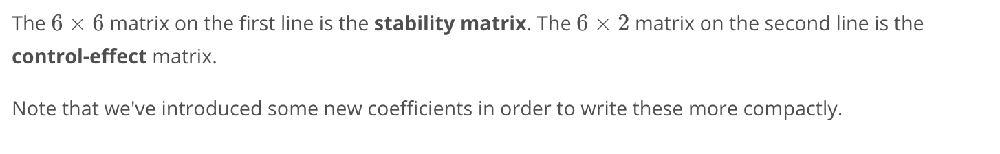 The 6 × 6 matrix on the first line is the stability matrix. The 6 × 2 matrix on the second line is the
control-effect matrix.
Note that we've introduced some new coefficients in order to write these more compactly.